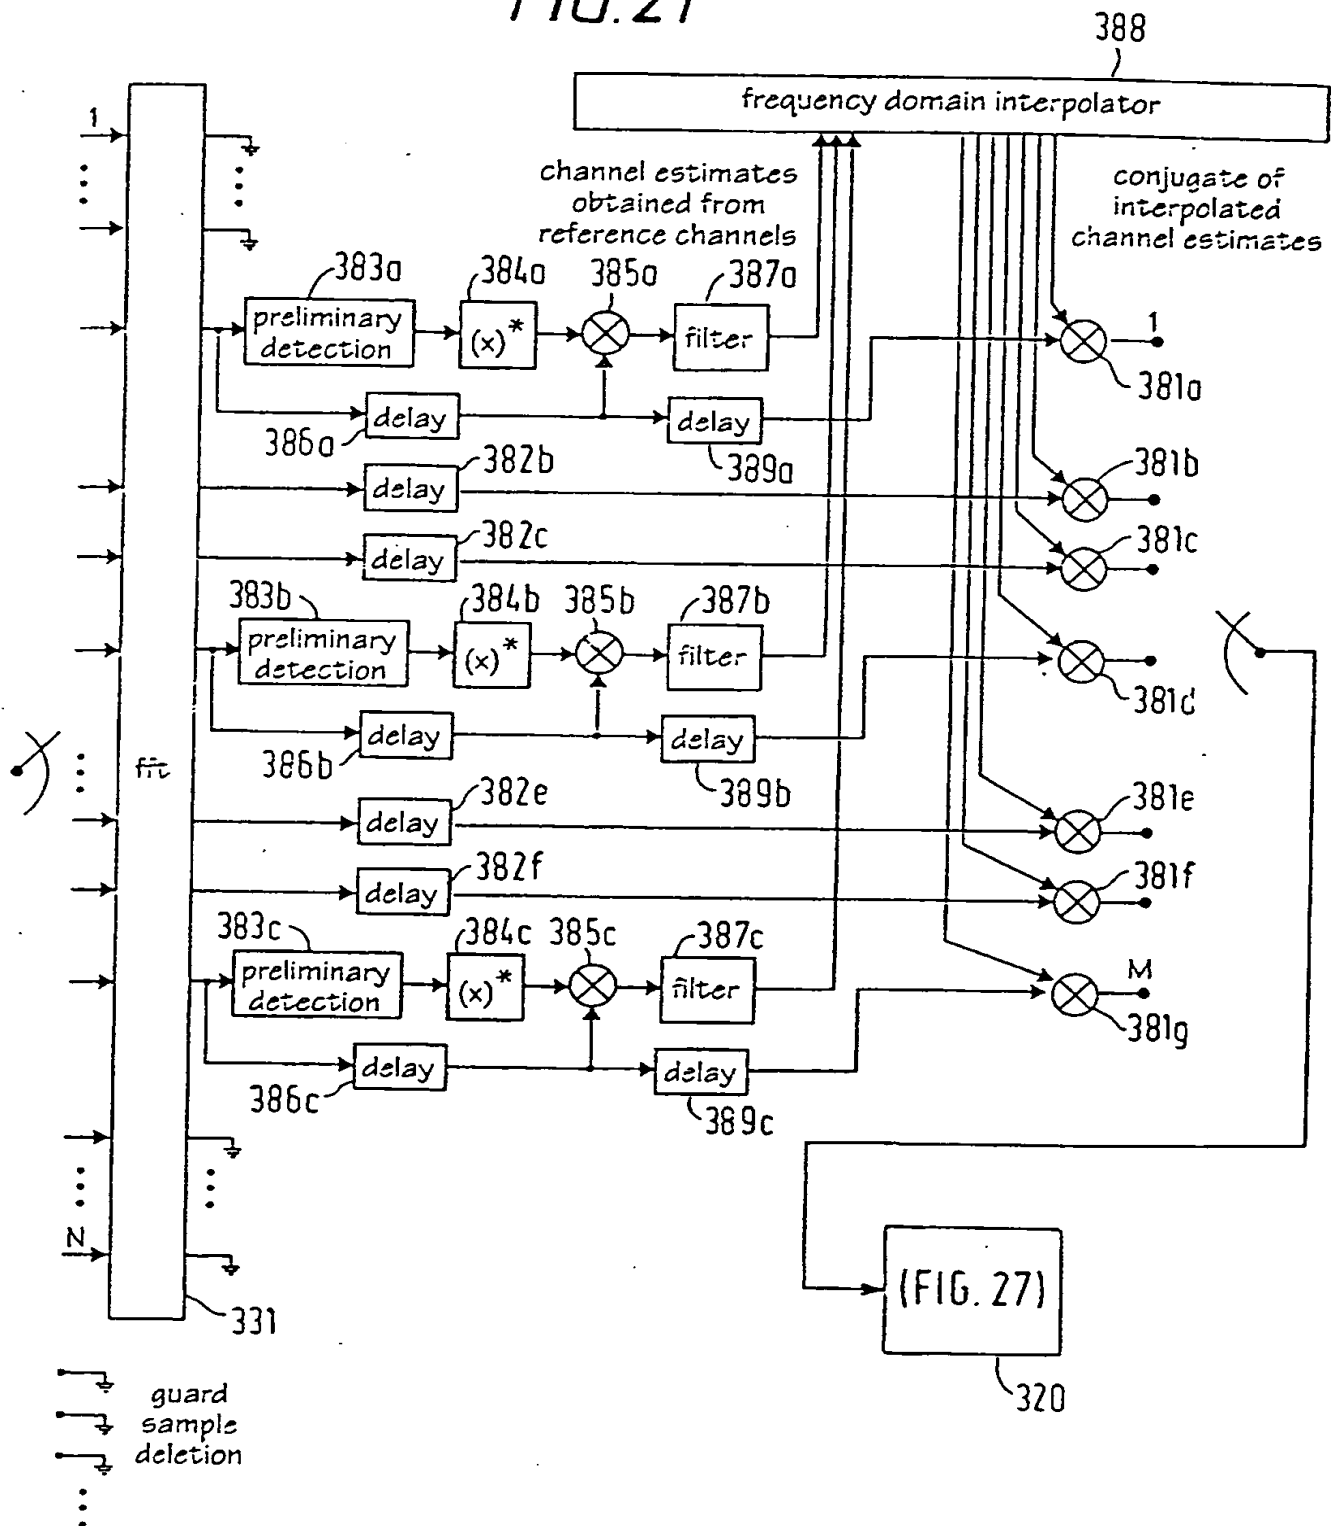 FIG. 21
388
frequency domain interpolator
1
channel estimates
obtained from
reference channels
conjugate of
interpolated
channel estimates
383a
384a
385a
387a
preliminary
detection
(x)*
filter
1
381a
delay
386a
delay
389a
382b
delay
381b
382c
delay
381c
383b
384b
385b
387b
preliminary
detection
(x)*
filter
381d
delay
386b
delay
389b
fft
382e
delay
381e
382f
delay
381f
383c
384c
385c
387c
preliminary
detection
(x)*
filter
M
381g
delay
386c
delay
389c
N
331
(FIG. 27)
320
guard
sample
deletion